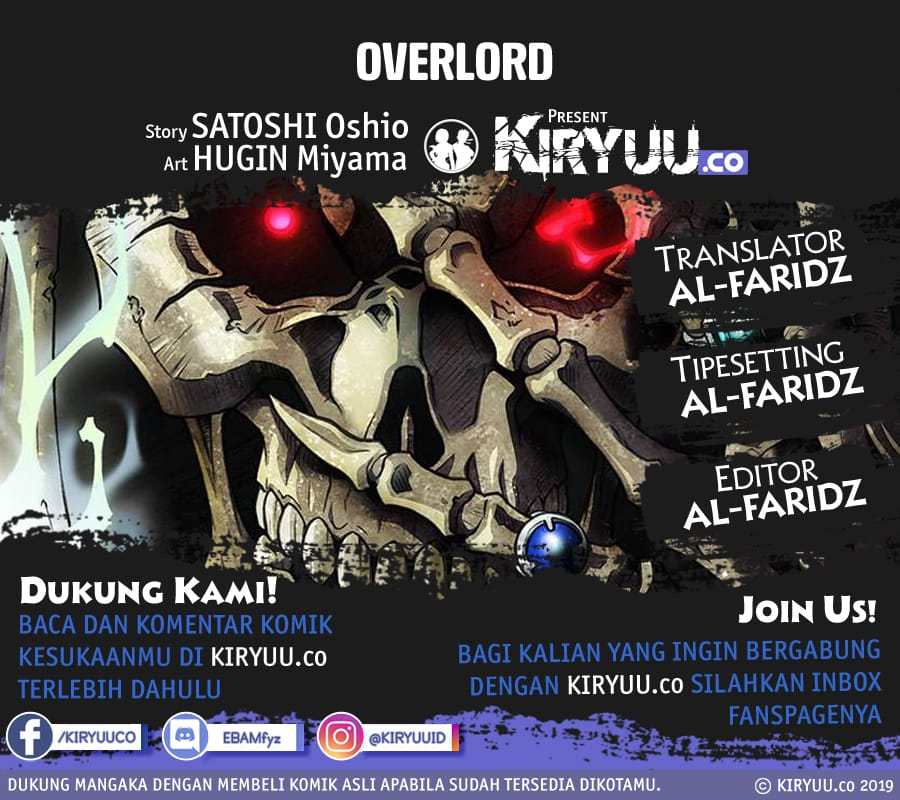 OVERLORD
Story SATOSHI Oshio
Art HUGIN Miyama
PRESENT
KIRYUU.CO
TRANSLATOR
AL-FARIDZ
TIPESETTING
AL-FARIDZ
EDITOR
AL-FARIDZ
DUKUNG KAMI!
BACA DAN KOMENTAR KOMIK
KESUKAANMU DI KIRYUU.co
TERLEBIH DAHULU
JOIN US!
BAGI KALIAN YANG INGIN BERGABUNG
DENGAN KIRYUU.co SILAHKAN INBOX
FANSPAGENYA
/KIRYUUCO
EBAMfyz
@KIRYUUID
DUKUNG MANGAKA DENGAN MEMBELI KOMIK ASLI APABILA SUDAH TERSEDIA DIKOTAMU.
© KIRYUU.co 2019